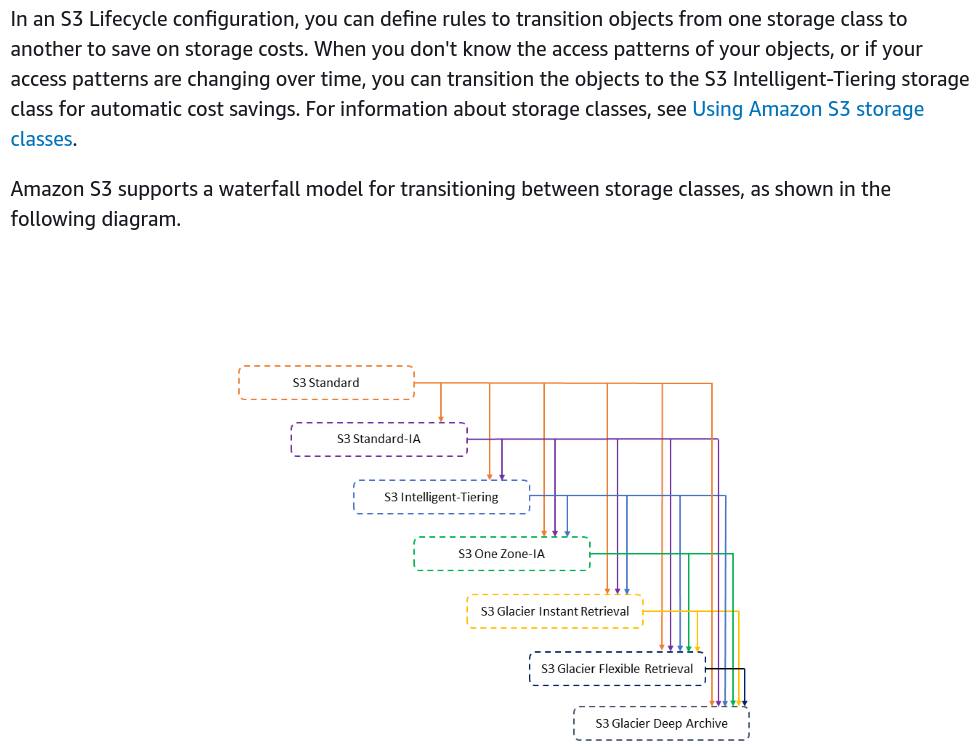 In an S3 Lifecycle configuration, you can define rules to transition objects from one storage class to
another to save on storage costs. When you don't know the access patterns of your objects, or if your
access patterns are changing over time, you can transition the objects to the S3 Intelligent-Tiering storage
class for automatic cost savings. For information about storage classes, see Using Amazon S3 storage
classes.
Amazon S3 supports a waterfall model for transitioning between storage classes, as shown in the
following diagram.
S3 Standard
S3 Standard-IA
S3 Intelligent-Tiering
S3 One Zone-IA
S3 Glacier Instant Retrieval
S3 Glacier Flexible Retrieval
S3 Glacier Deep Archive